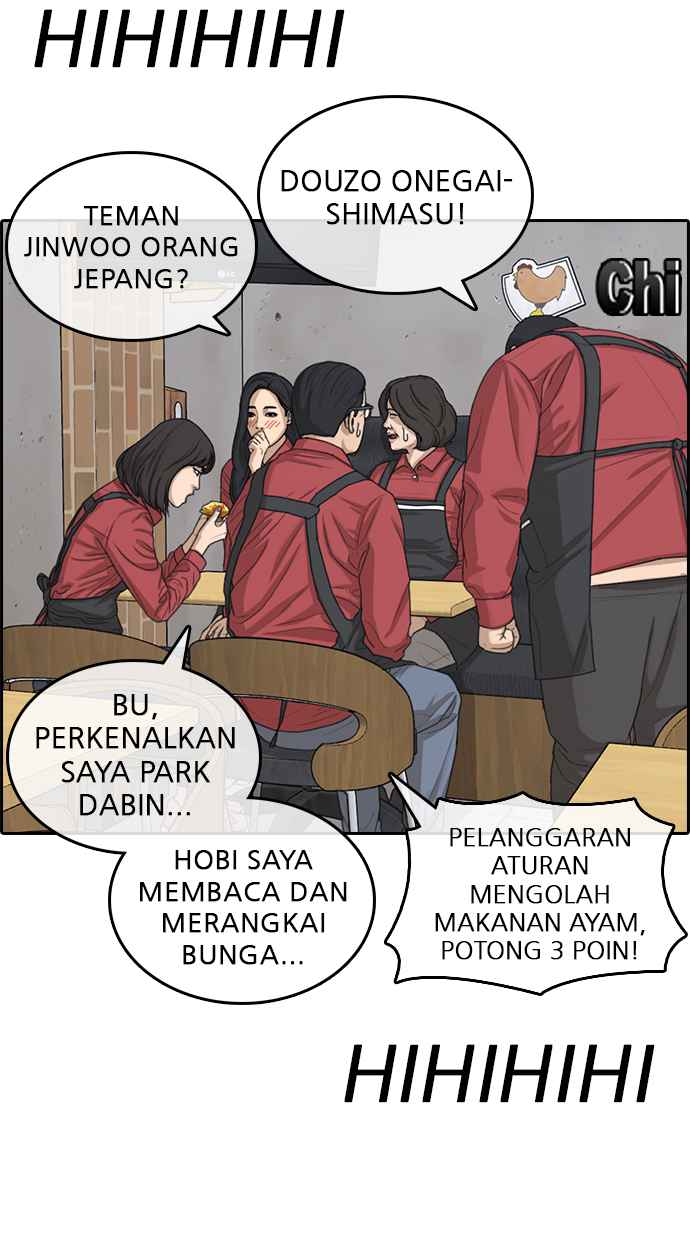 HIHIHIHI
DOUZO ONEGAI-
SHIMASU!
TEMAN
JINWOO ORANG
JEPANG?
Chi
BU,
PERKENALKAN
SAYA PARK
DABIN...
HOBI SAYA
MEMBACA DAN
MERANGKAI
BUNGA...
PELANGGARAN
ATURAN
MENGOLAH
MAKANAN AYAM,
POTONG 3 POIN!
HIHIHIHI